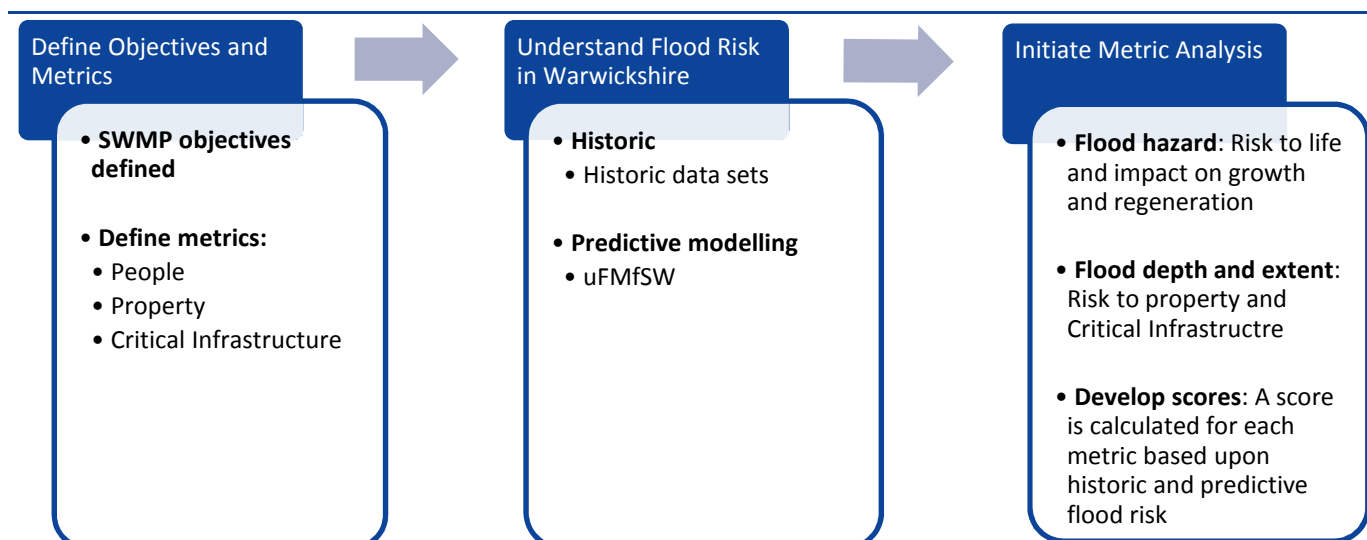 Define Objectives and
Metrics
• SWMP objectives
defined
• Define metrics:
• People
• Property
• Critical Infrastructure
Understand Flood Risk
in Warwickshire
• Historic
• Historic data sets
• Predictive modelling
• uFMfSW
Initiate Metric Analysis
• Flood hazard: Risk to life
and impact on growth
and regeneration
• Flood depth and extent:
Risk to property and
Critical Infrastructre
• Develop scores: A score
is calculated for each
metric based upon
historic and predictive
flood risk